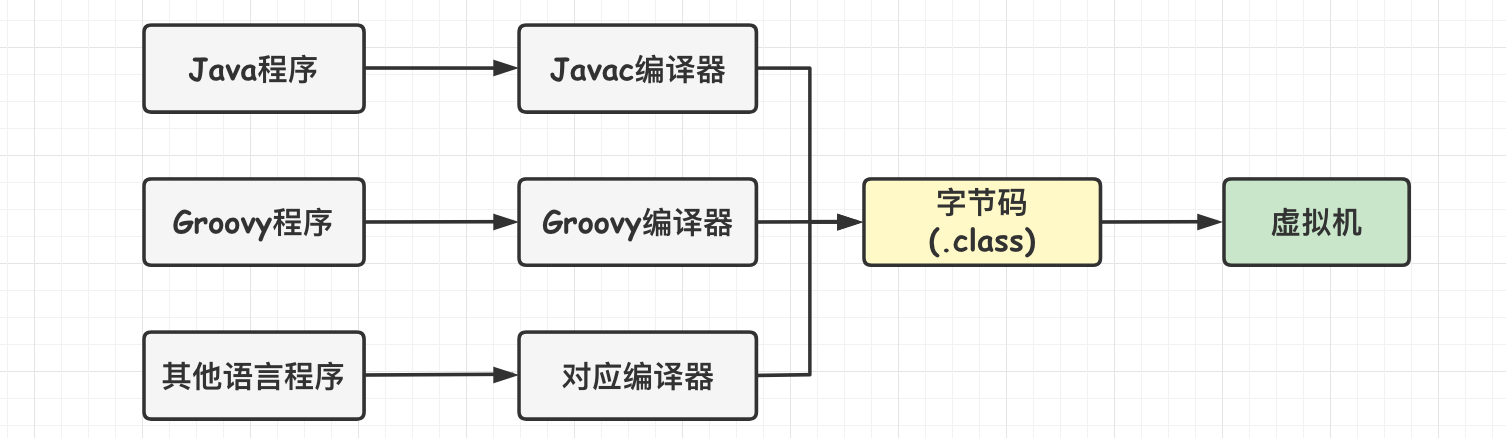 Java程序
Javac编译器
Groovy程序
Groovy编译器
字节码
(.class)
虚拟机
其他语言程序
对应编译器